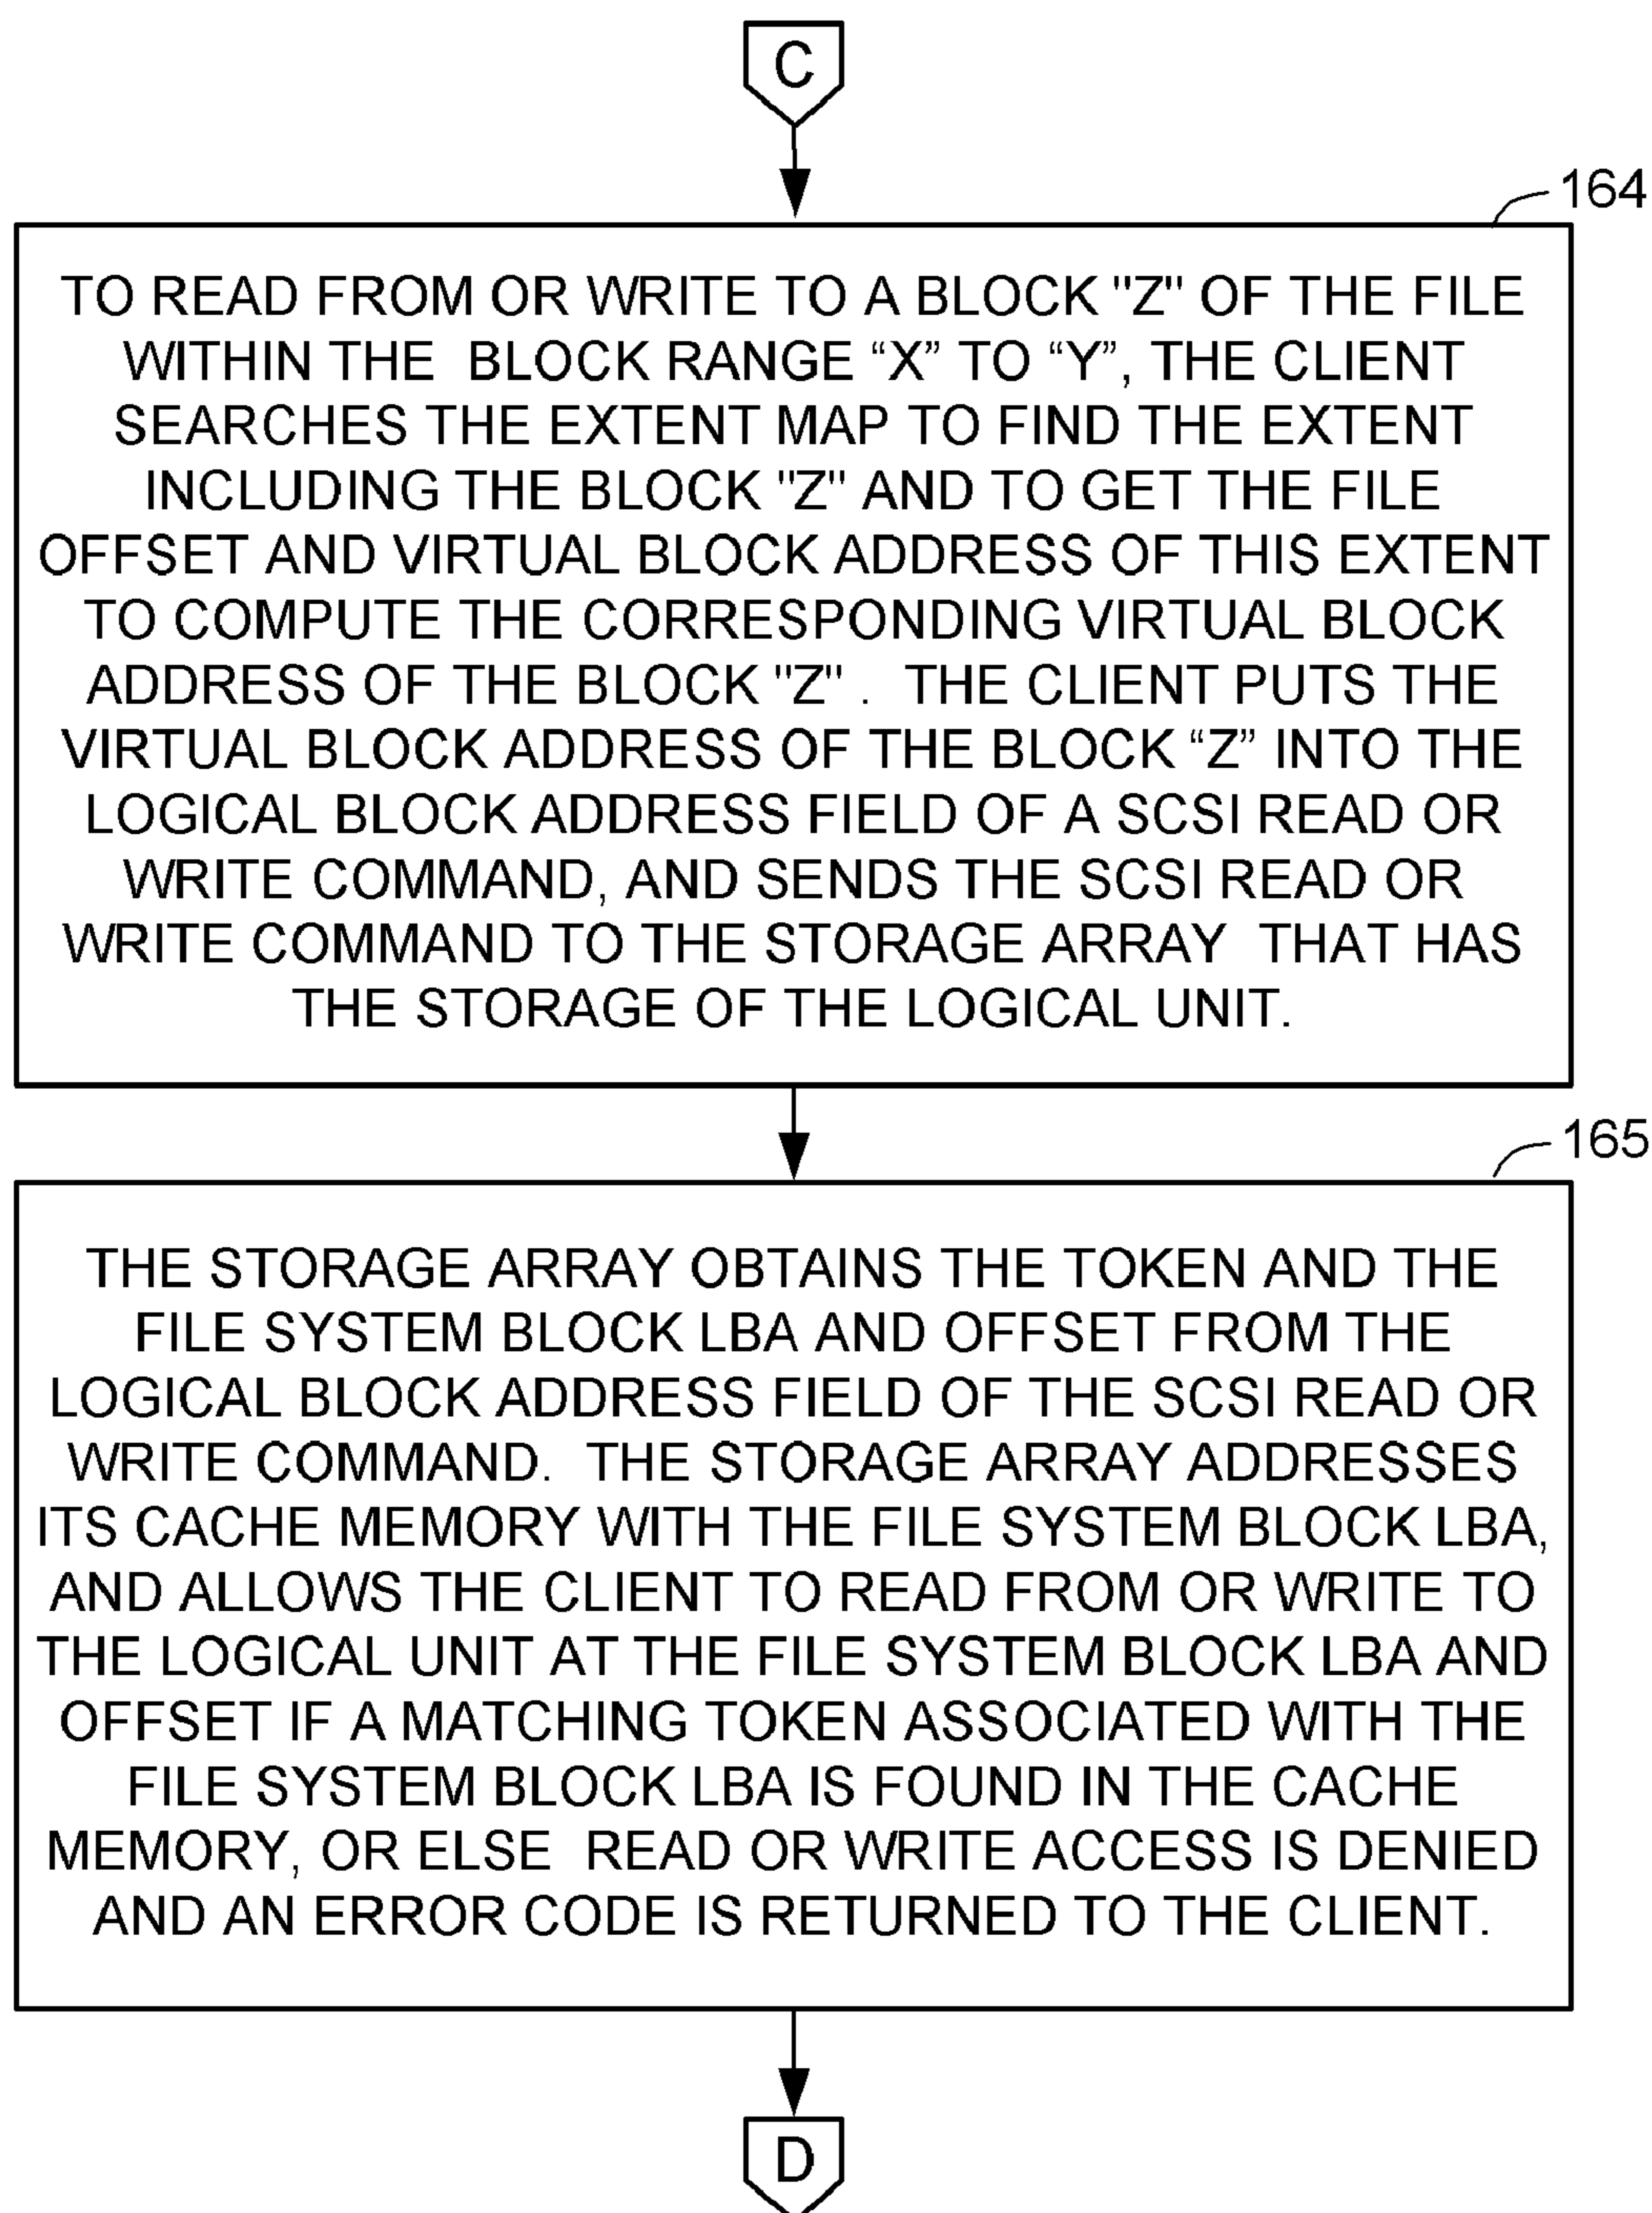 C
164
TO READ FROM OR WRITE TO A BLOCK "Z" OF THE FILE
WITHIN THE BLOCK RANGE “X” TO “Y”, THE CLIENT
SEARCHES THE EXTENT MAP TO FIND THE EXTENT
INCLUDING THE BLOCK "Z" AND TO GET THE FILE
OFFSET AND VIRTUAL BLOCK ADDRESS OF THIS EXTENT
TO COMPUTE THE CORRESPONDING VIRTUAL BLOCK
ADDRESS OF THE BLOCK "Z" . THE CLIENT PUTS THE
VIRTUAL BLOCK ADDRESS OF THE BLOCK “Z” INTO THE
LOGICAL BLOCK ADDRESS FIELD OF A SCSI READ OR
WRITE COMMAND, AND SENDS THE SCSI READ OR
WRITE COMMAND TO THE STORAGE ARRAY THAT HAS
THE STORAGE OF THE LOGICAL UNIT.
165
THE STORAGE ARRAY OBTAINS THE TOKEN AND THE
FILE SYSTEM BLOCK LBA AND OFFSET FROM THE
LOGICAL BLOCK ADDRESS FIELD OF THE SCSI READ OR
WRITE COMMAND. THE STORAGE ARRAY ADDRESSES
ITS CACHE MEMORY WITH THE FILE SYSTEM BLOCK LBA,
AND ALLOWS THE CLIENT TO READ FROM OR WRITE TO
THE LOGICAL UNIT AT THE FILE SYSTEM BLOCK LBA AND
OFFSET IF A MATCHING TOKEN ASSOCIATED WITH THE
FILE SYSTEM BLOCK LBA IS FOUND IN THE CACHE
MEMORY, OR ELSE READ OR WRITE ACCESS IS DENIED
AND AN ERROR CODE IS RETURNED TO THE CLIENT.
D